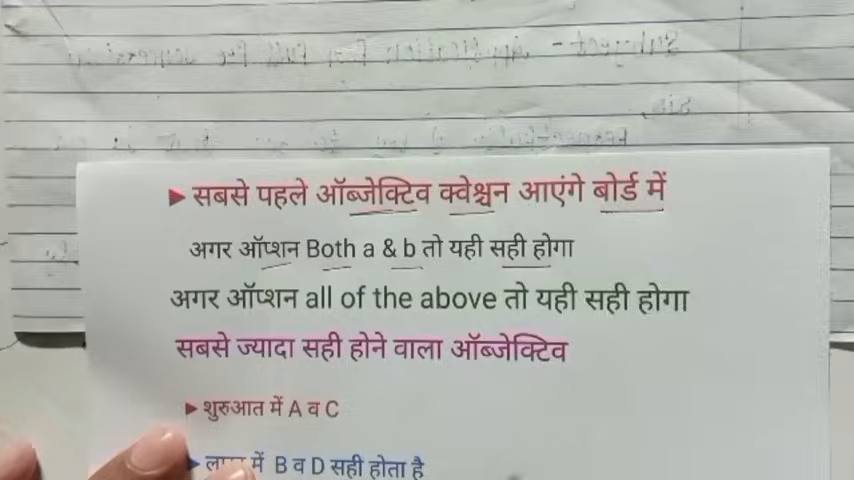 ►सबसे पहले ऑब्जेक्टिव क्वेश्चन आएंगे बोर्ड में
अगर ऑप्शन Both a & b तो यही सही होगा
अगर ऑप्शन all of the above तो यही सही होगा
सबसे ज्यादा सही होने वाला ऑब्जेक्टिव
►शुरुआत में A व C
► में B व D सही होता है